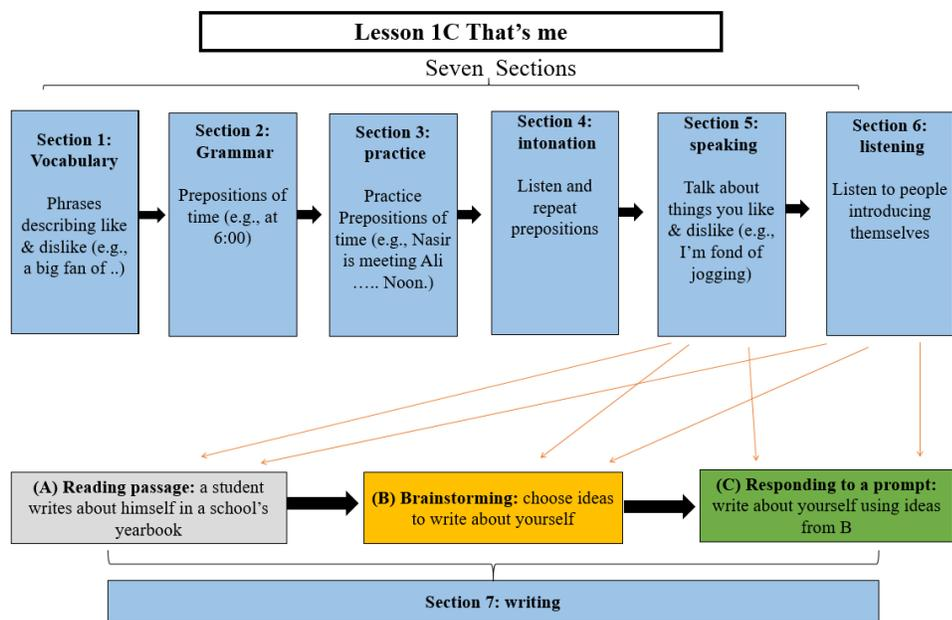 Lesson 1C That’s me
Seven Sections
Section 1:
Vocabulary
Phrases
describing like
& dislike (e.g.,
a big fan of ..)
Section 2:
Grammar
Prepositions of
time (e.g., at
6:00)
Section 3:
practice
Practice
Prepositions of
time (e.g., Nasir
is meeting Ali
….. Noon.)
Section 4:
intonation
Listen and
repeat
prepositions
Section 5:
speaking
Talk about
things you like
& dislike (e.g.,
I’m fond of
jogging)
Section 6:
listening
Listen to people
introducing
themselves
(A) Reading passage: a
student
writes about himself in a school’s
yearbook
(B) Brainstorming: choose ideas
to write about yourself
(C) Responding to a prompt:
write about yourself using ideas
from B
Section 7: writing